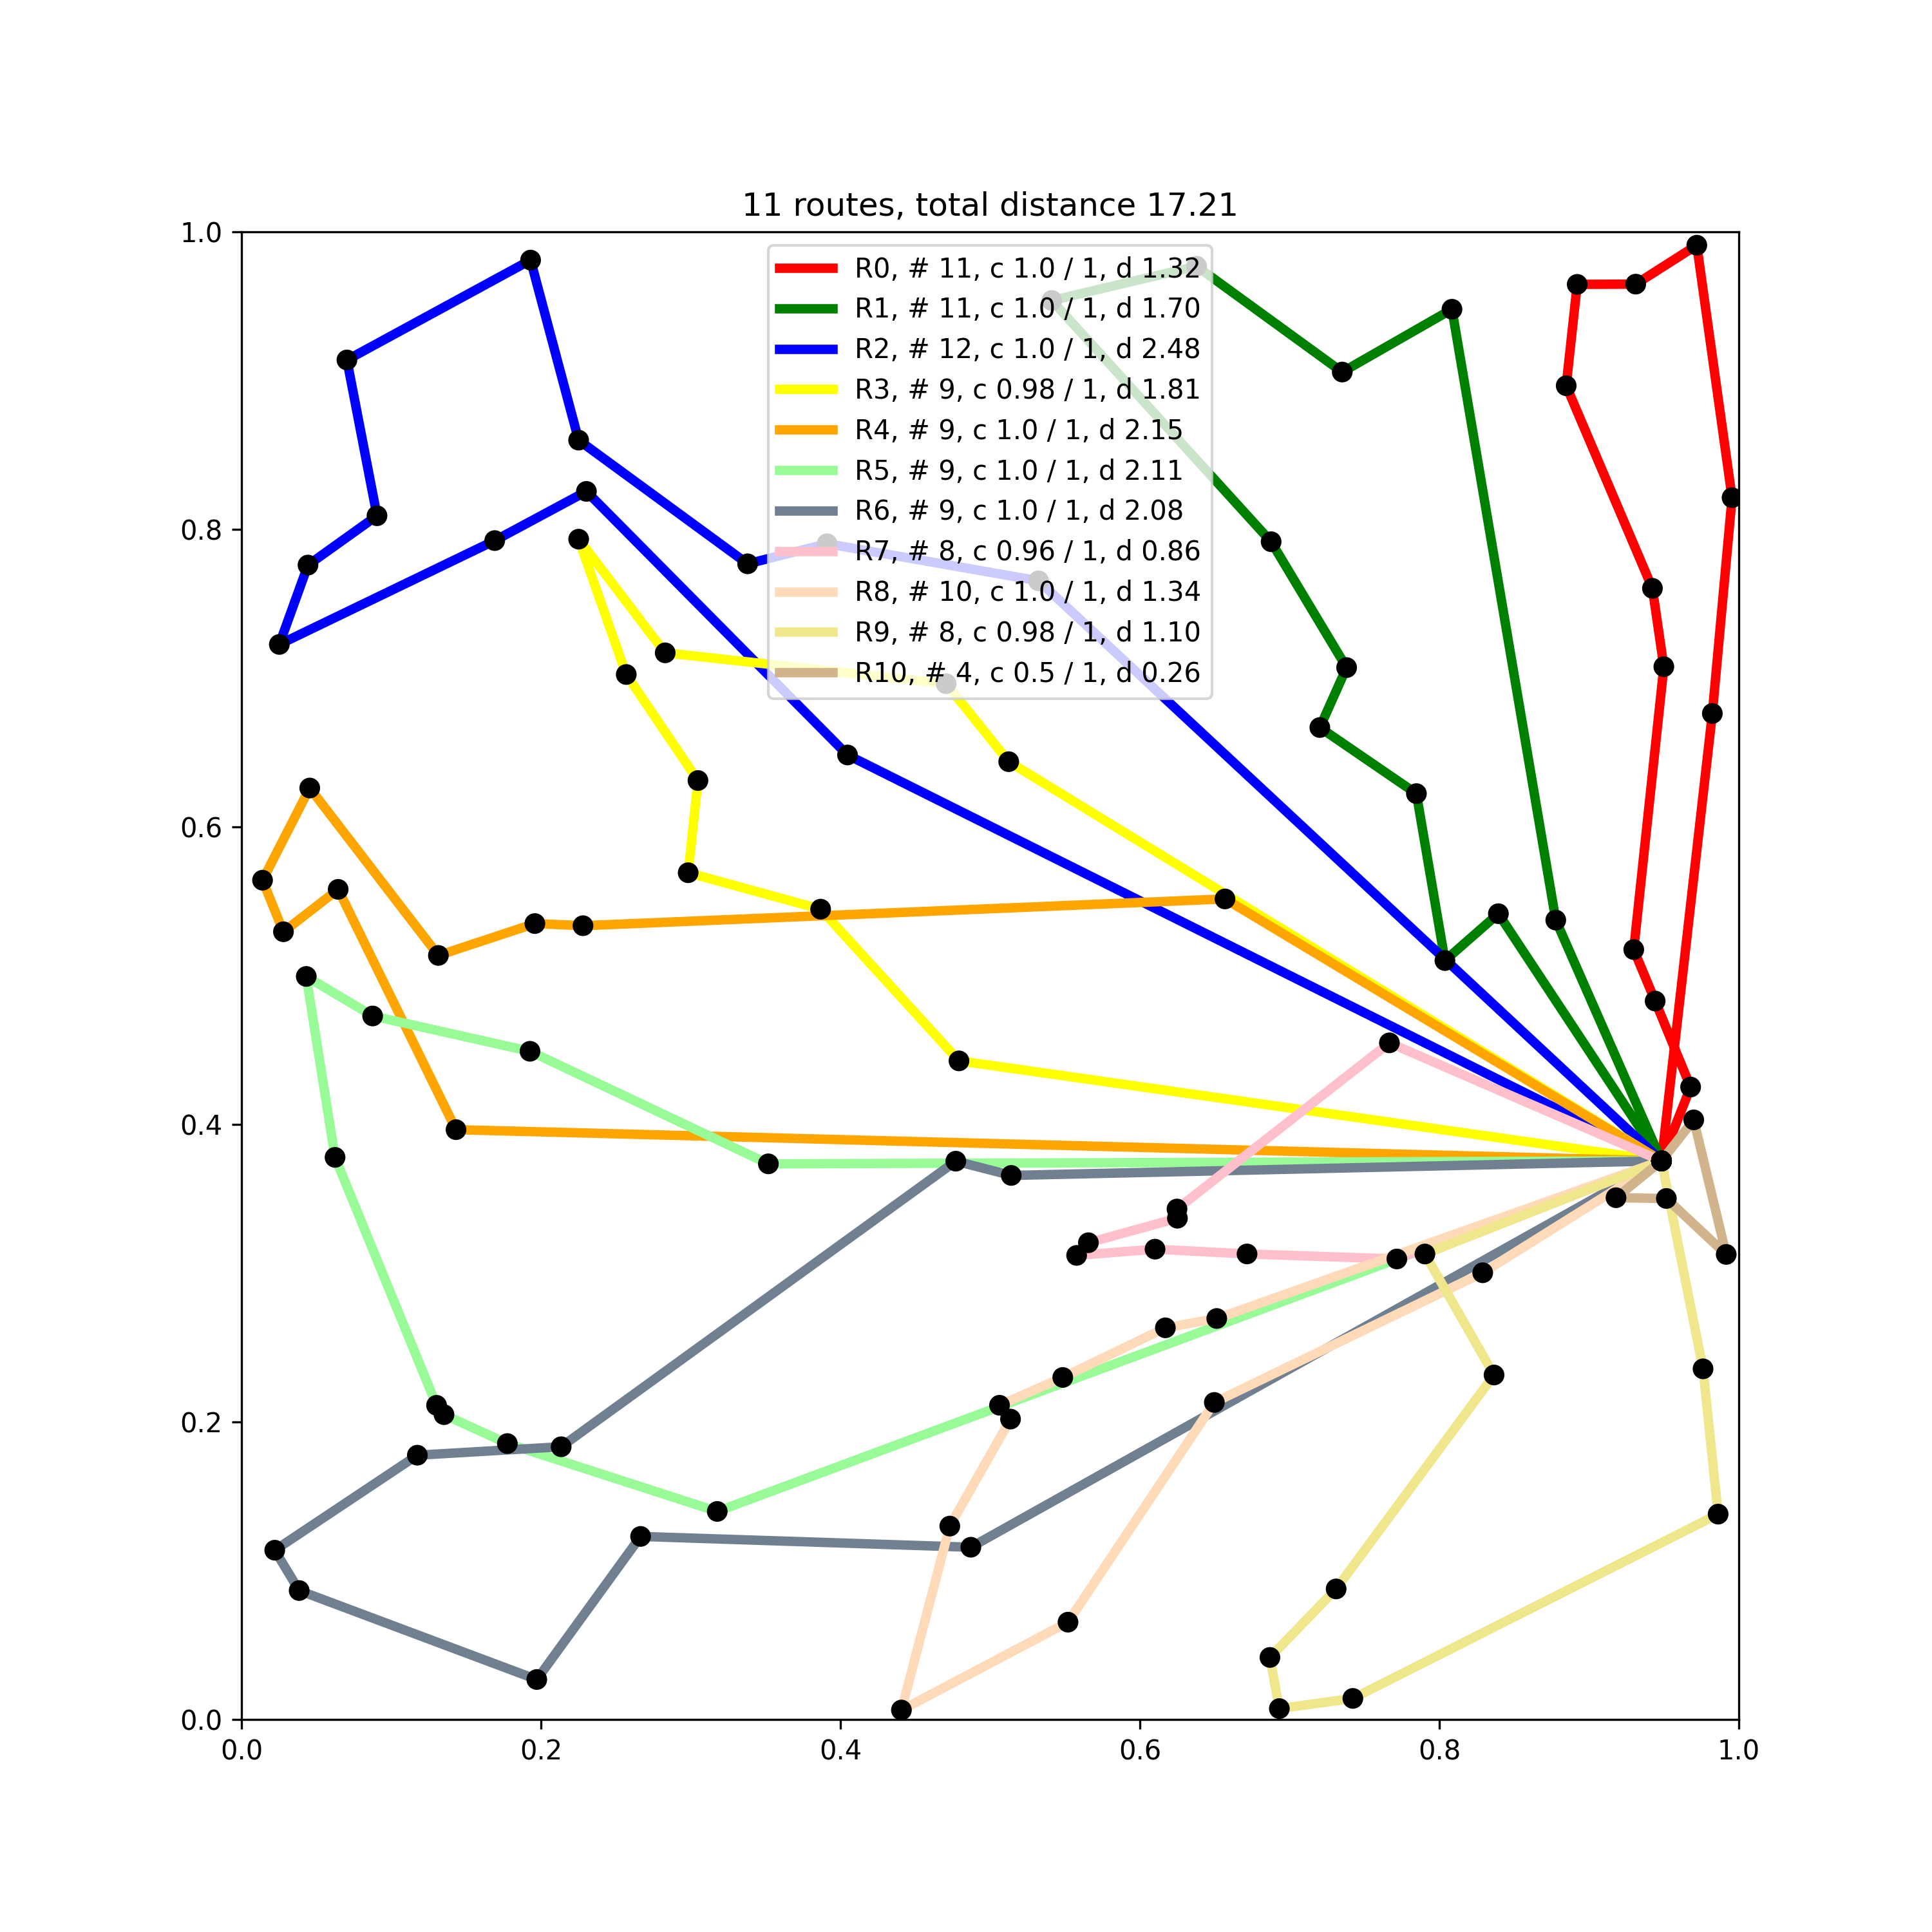 11 routes, total distance 17.21
R0, # 11, c 1.0 / 1, d 1.32
R1, # 11, c 1.0 / 1, d 1.70
R2, # 12, c 1.0 / 1, d 2.48
R3, # 9, c 0.98 / 1, d 1.81
R4, # 9, c 1.0 / 1, d 2.15
R5, # 9, c 1.0 / 1, d 2.11
R6, # 9, c 1.0 / 1, d 2.08
R7, # 8, c 0.96 / 1, d 0.86
R8, # 10, c 1.0 / 1, d 1.34
R9, # 8, c 0.98 / 1, d 1.10
R10, # 4, c 0.5 / 1, d 0.26
1.0
0.8
0.6
0.4
0.2
0.0
0.0 0.2 0.4 0.6 0.8 1.0